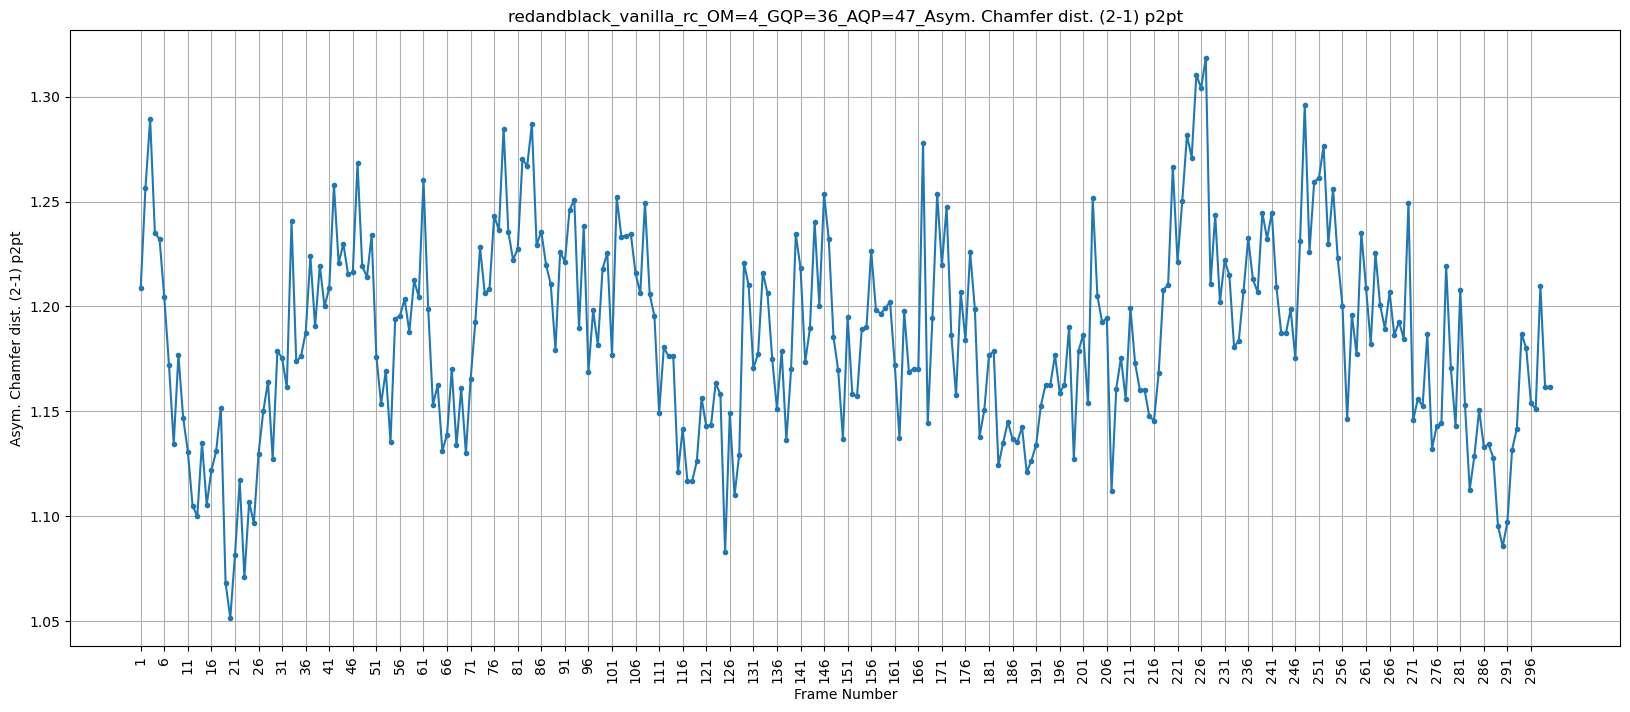 redandblack_vanilla_rc_OM=4_GQP=36_AQP=47_Asym. Chamfer dist. (2-1) p2pt
Asym. Chamfer dist. (2-1) p2pt
1.30
1.25
1.20
1.15
1.10
1.05
1 6 11 16 21 26 31 36 41 46 51 56 61 66 71 76 81 86 91 96 101 106 111 116 121 126 131 136 141 146 151 156 161 166 171 176 181 186 191 196 201 206 211 216 221 226 231 236 241 246 251 256 261 266 271 276 281 286 291 296
Frame Number